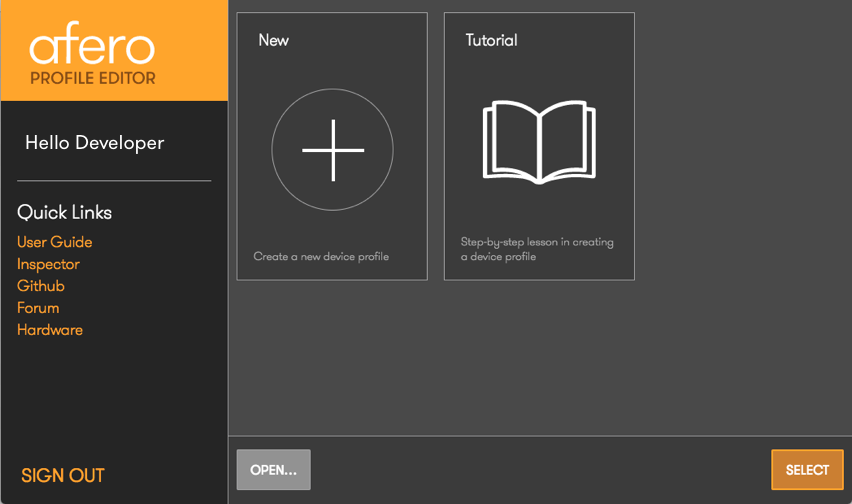 afero
PROFILE EDITOR
Hello Developer
Quick Links
User Guide
Inspector
Github
Forum
Hardware
SIGN OUT
New
Create a new device profile
Tutorial
Step-by-step lesson in creating
a device profile
OPEN...
SELECT